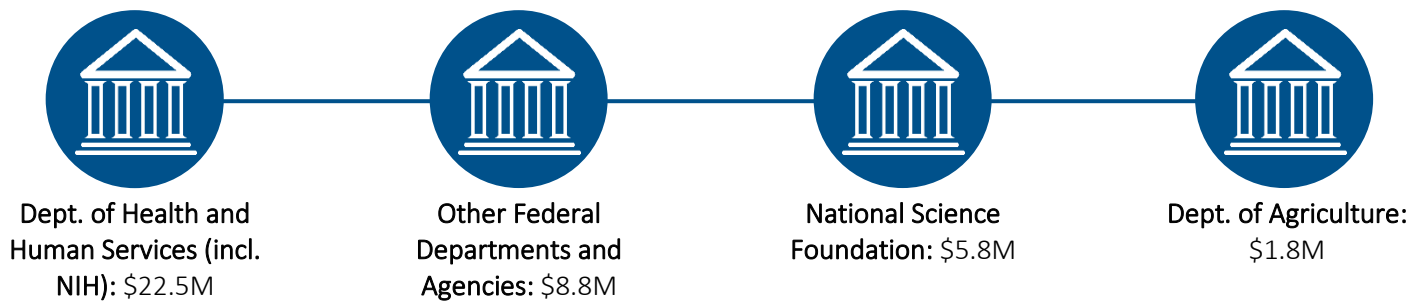 Dept. of Health and
Human Services (incl.
NIH): $22.5M
Other Federal
Departments and
Agencies: $8.8M
National Science
Foundation: $5.8M
Dept. of Agriculture:
$1.8M